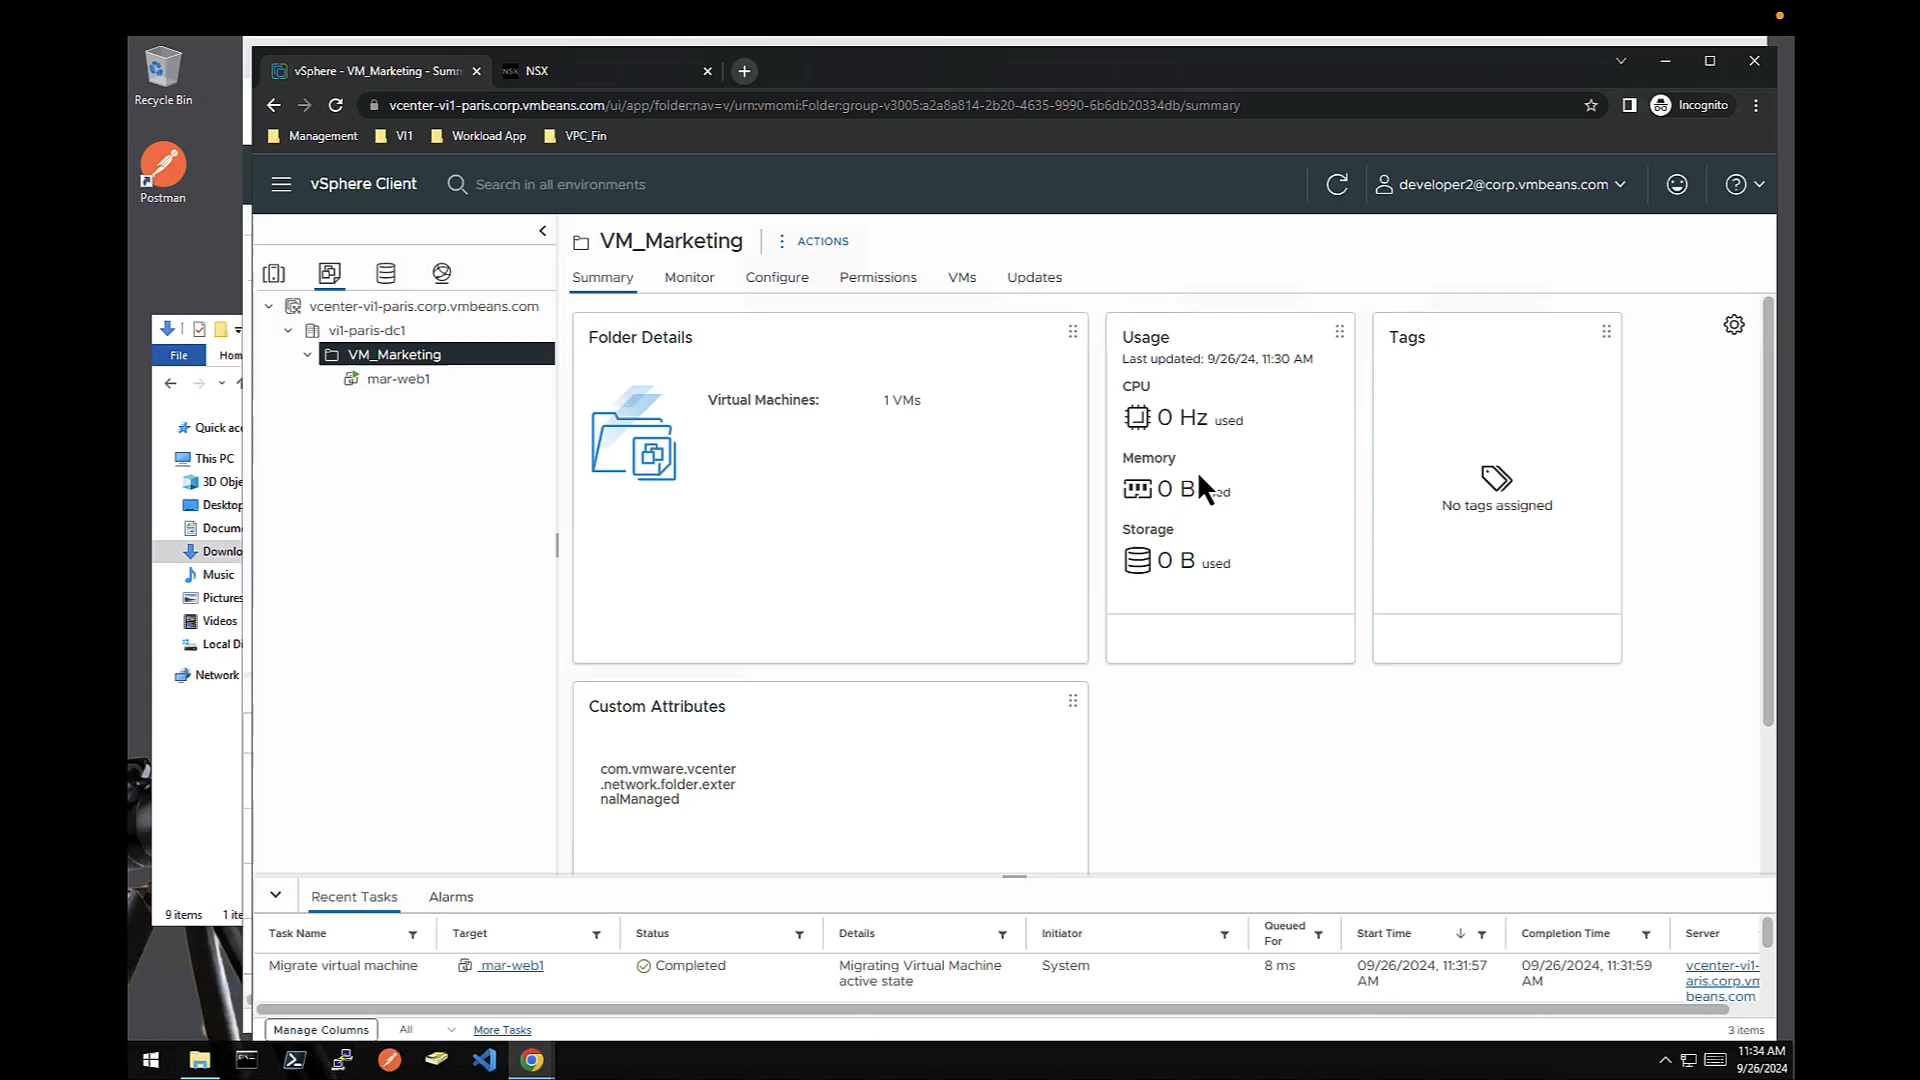 Recycle Bin
Postman
vSphere - VM_Marketing - Summ
NSX
NSX
vcenter-vi1-paris.corp.vmbeans.com/ui/app/folder;nav=v/urn:vmomi:Folder:group-v3005:a2a8a814-2b20-4635-9990-6b6db20334db/summary
Incognito
Management
VI1
Workload App
VPC_Fin
vSphere Client
Search in all environments
developer2@corp.vmbeans.com
VM_Marketing
ACTIONS
Summary
Monitor
Configure
Permissions
VMs
Updates
vcenter-vi1-paris.corp.vmbeans.com
vi1-paris-dc1
VM_Marketing
mar-web1
Folder Details
Virtual Machines:
1 VMs
Usage
Last updated: 9/26/24, 11:30 AM
CPU
0 Hz used
Memory
0 B
Storage
0 B used
Tags
No tags assigned
Custom Attributes
com.vmware.vcenter
.network.folder.exter
nalManaged
File
Hom
Quick acc
This PC
3D Obje
Desktop
Docum
Downlo
Music
Pictures
Videos
Local Di
Network
9 items
1 ite
Recent Tasks
Alarms
Task Name
Target
Status
Details
Initiator
Queued
For
Start Time
Completion Time
Server
Migrate virtual machine
mar-web1
Completed
Migrating Virtual Machine
active state
System
8 ms
09/26/2024, 11:31:57
AM
09/26/2024, 11:31:59
AM
vcenter-vi1-
aris.corp.vm
beans.com
Manage Columns
All
More Tasks
3 items
11:34 AM
9/26/2024